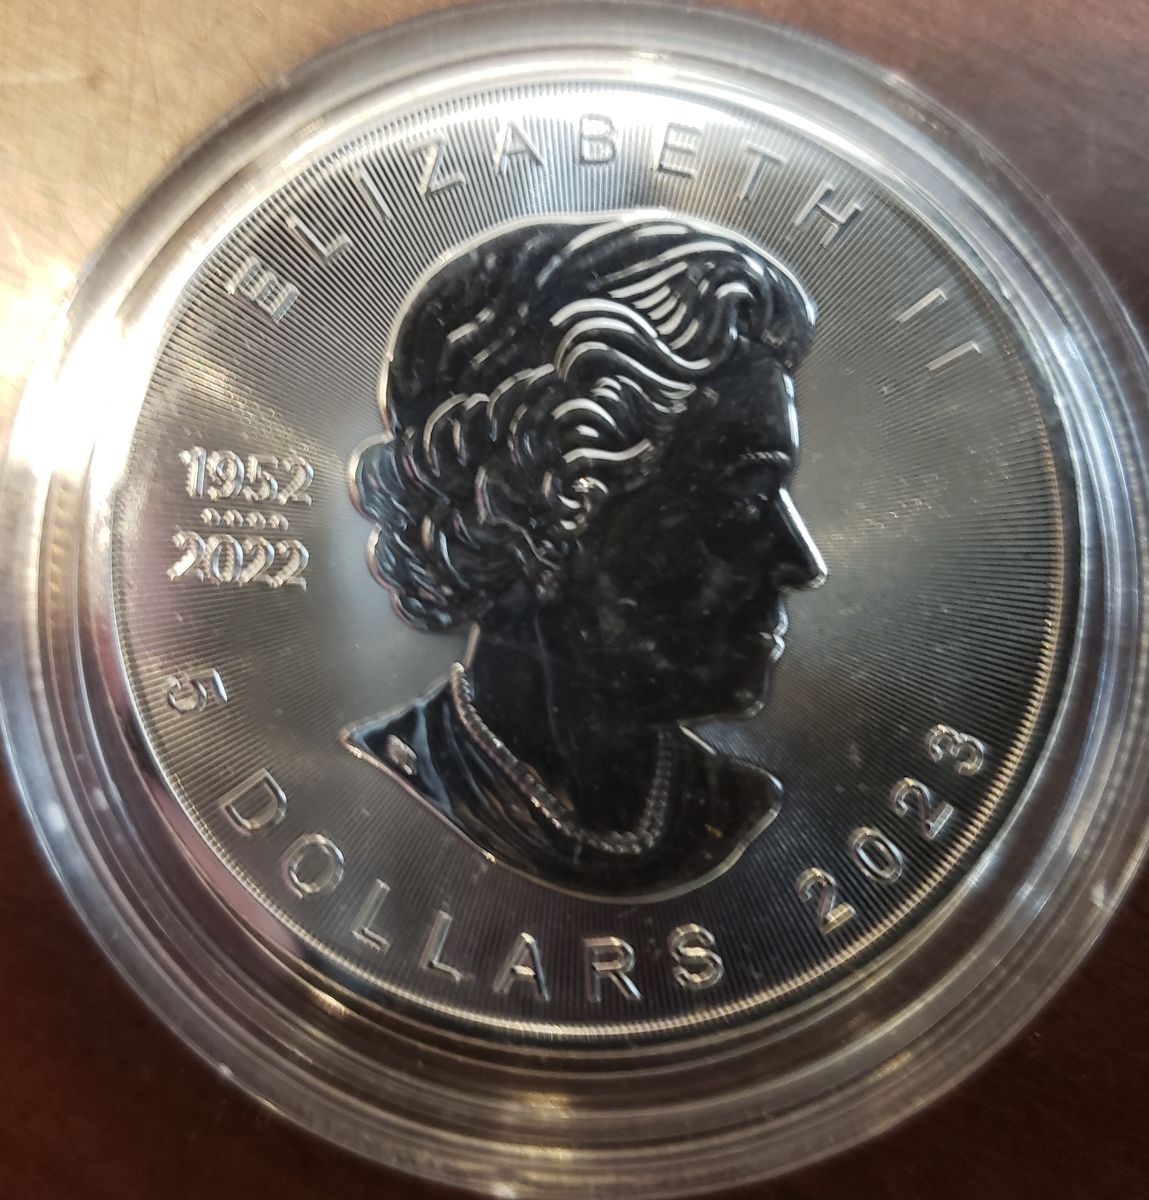 ELIZABETH II
1952
2022
5 DOLLARS 2023